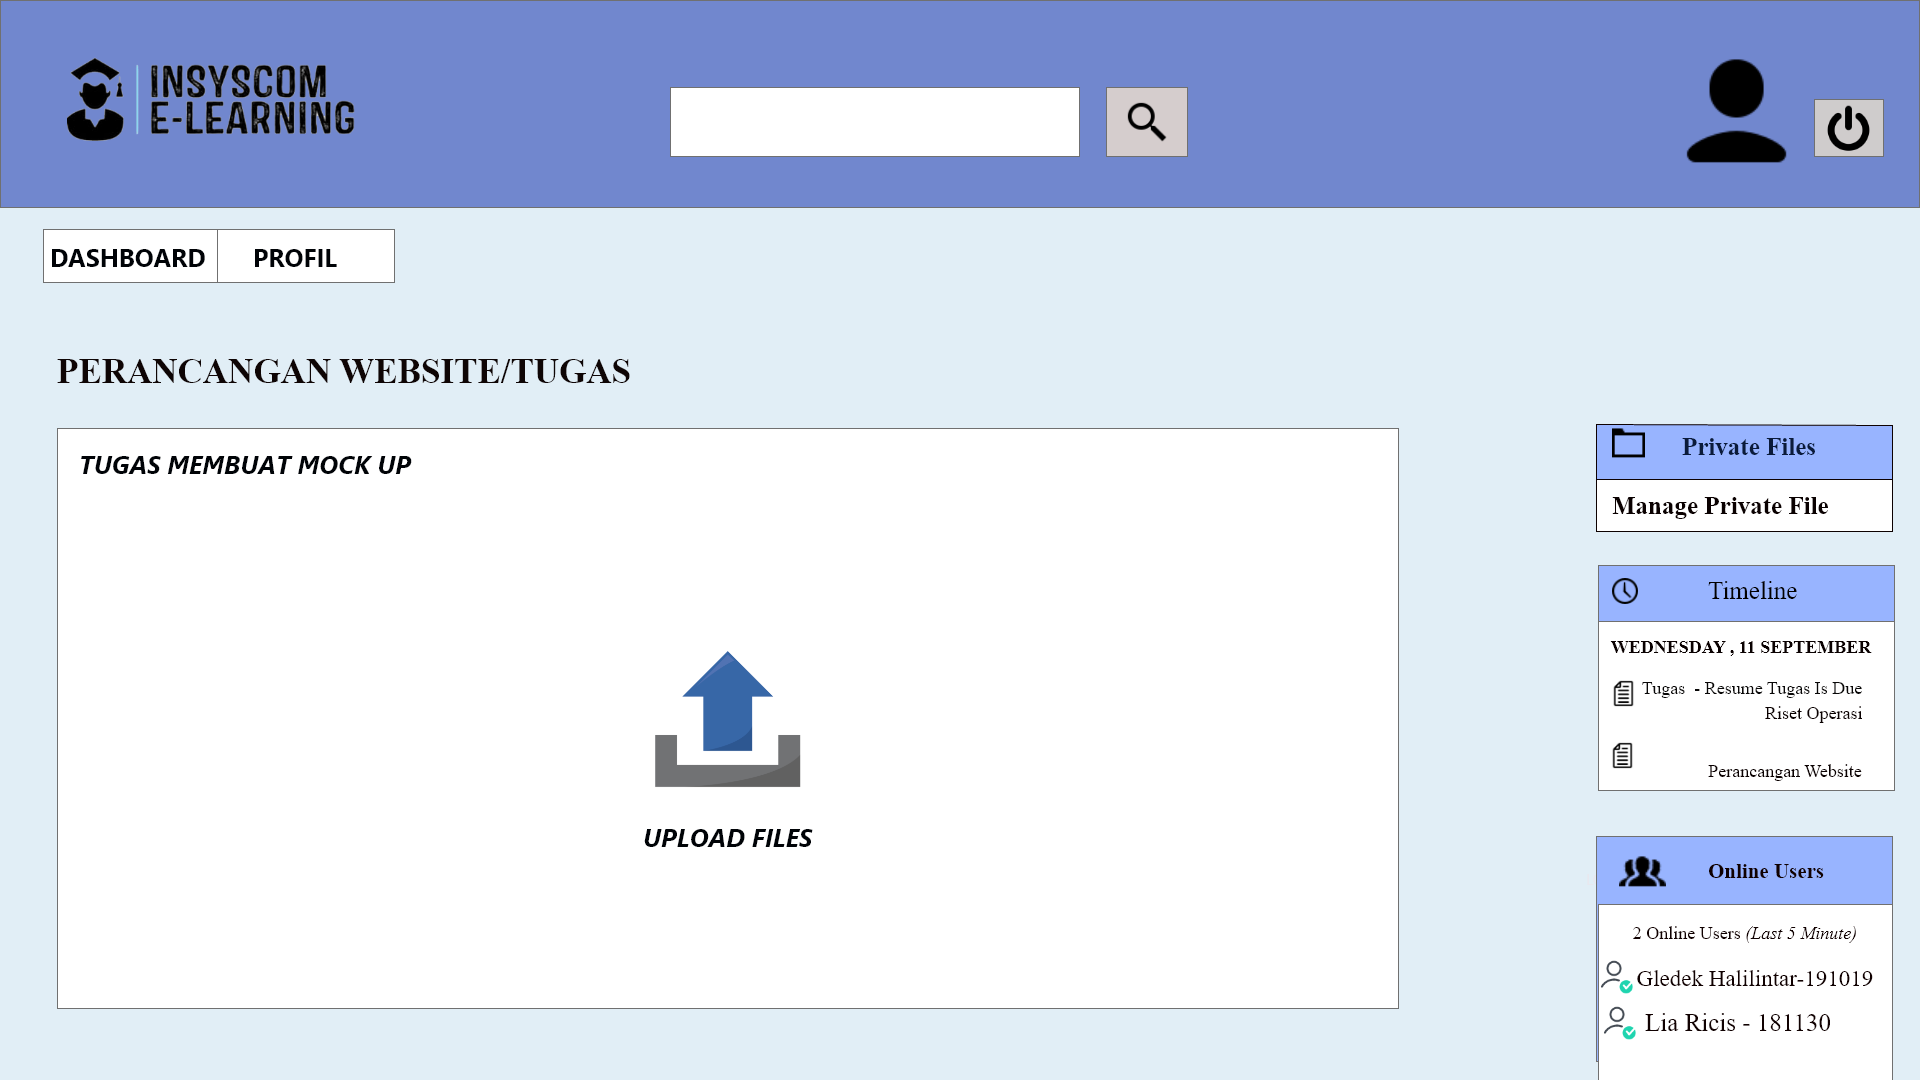 INSYSCOM
E-LEARNING
DASHBOARD
PROFIL
PERANCANGAN WEBSITE/TUGAS
TUGAS MEMBUAT MOCK UP
UPLOAD FILES
Private Files
Manage Private File
Timeline
WEDNESDAY , 11 SEPTEMBER
Tugas - Resume Tugas Is Due
Riset Operasi
Perancangan Website
Online Users
2 Online Users (Last 5 Minute)
Gledek Halilintar-191019
Lia Ricis - 181130